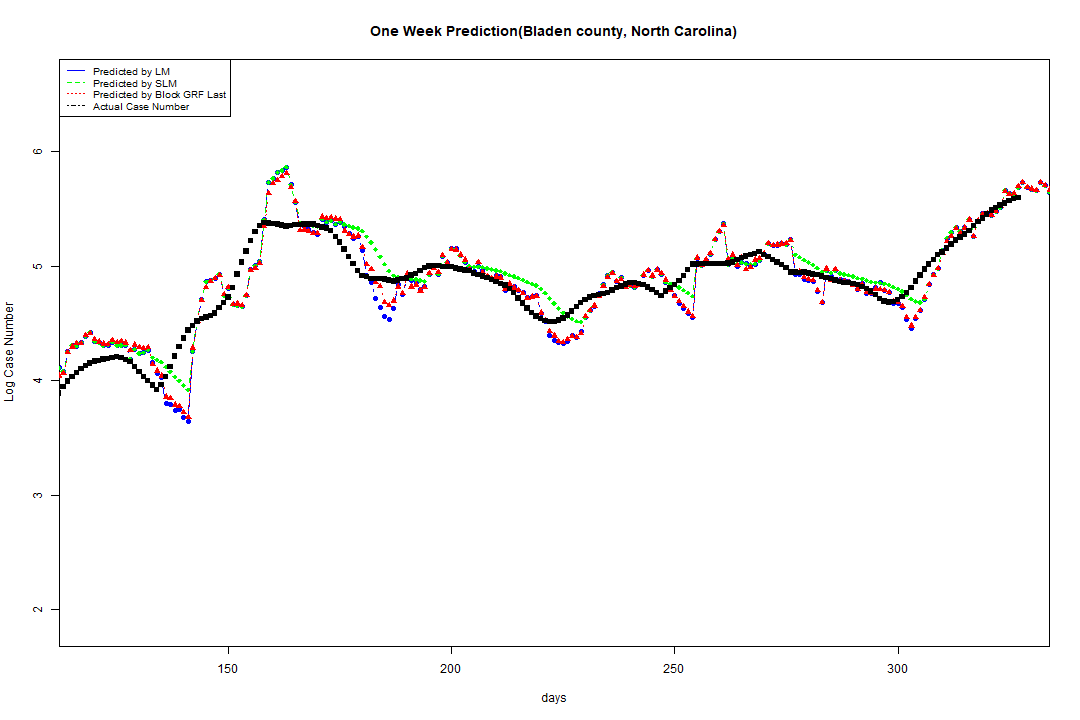 One Week Prediction(Bladen county, North Carolina)
Predicted by LM
Predicted by SLM
Predicted by Block GRF Last
Actual Case Number
6
5
4
3
2
Log Case Number
150
200
250
300
days